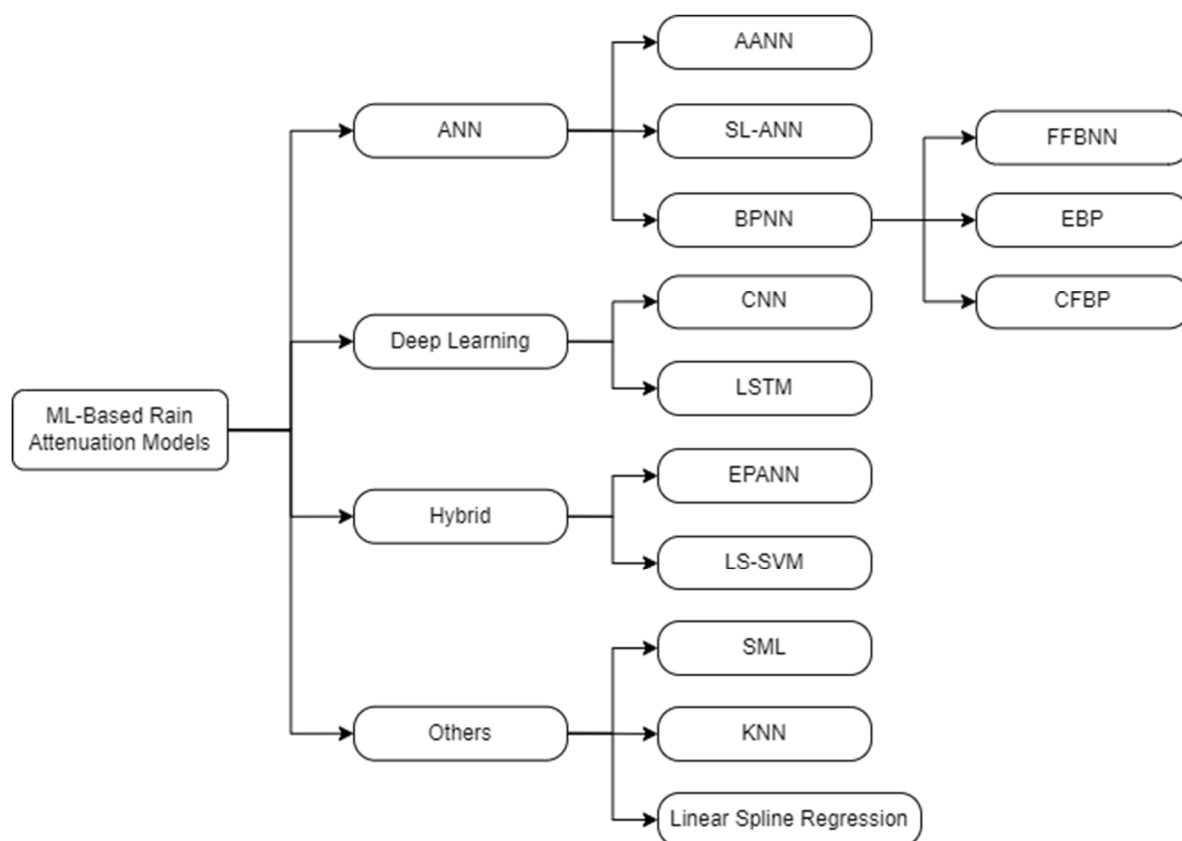 AANN
ANN
SL-ANN
FFBNN
BPNN
EBP
CNN
CFBP
Deep Learning
LSTM
ML-Based Rain
Attenuation Models
EPANN
Hybrid
LS-SVM
SML
Others
KNN
Linear Spline Regression